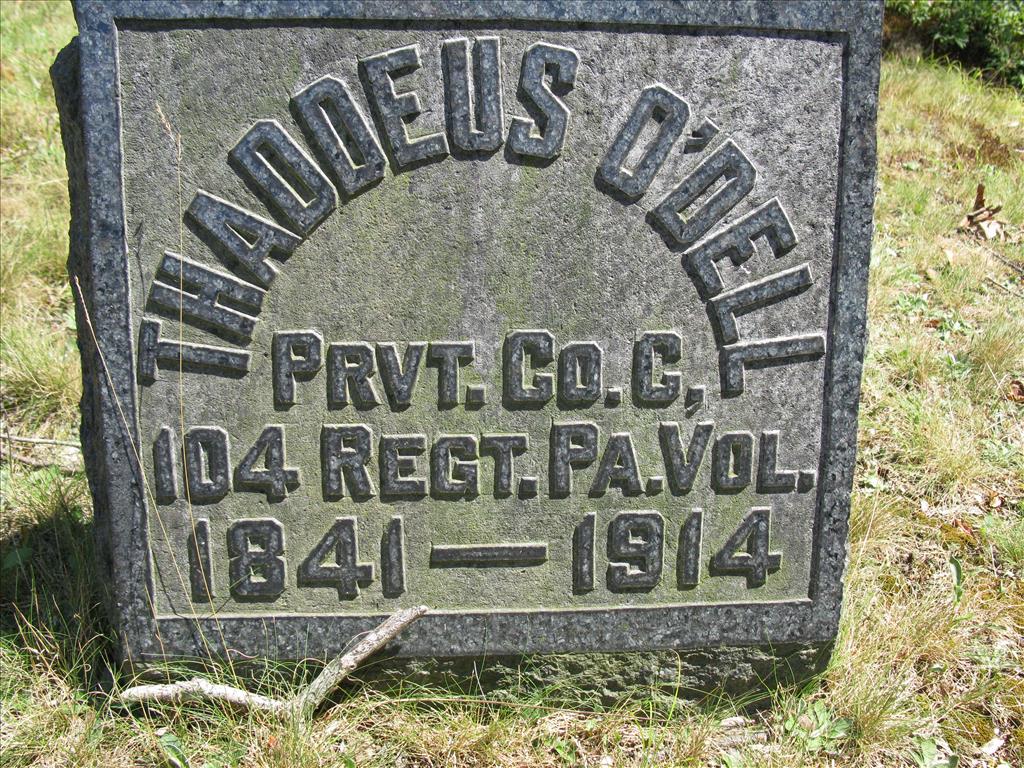 THADDEUS O'DELL
PRVT. CO. C,
104 REGT. PA. VOL.
1841 — 1914